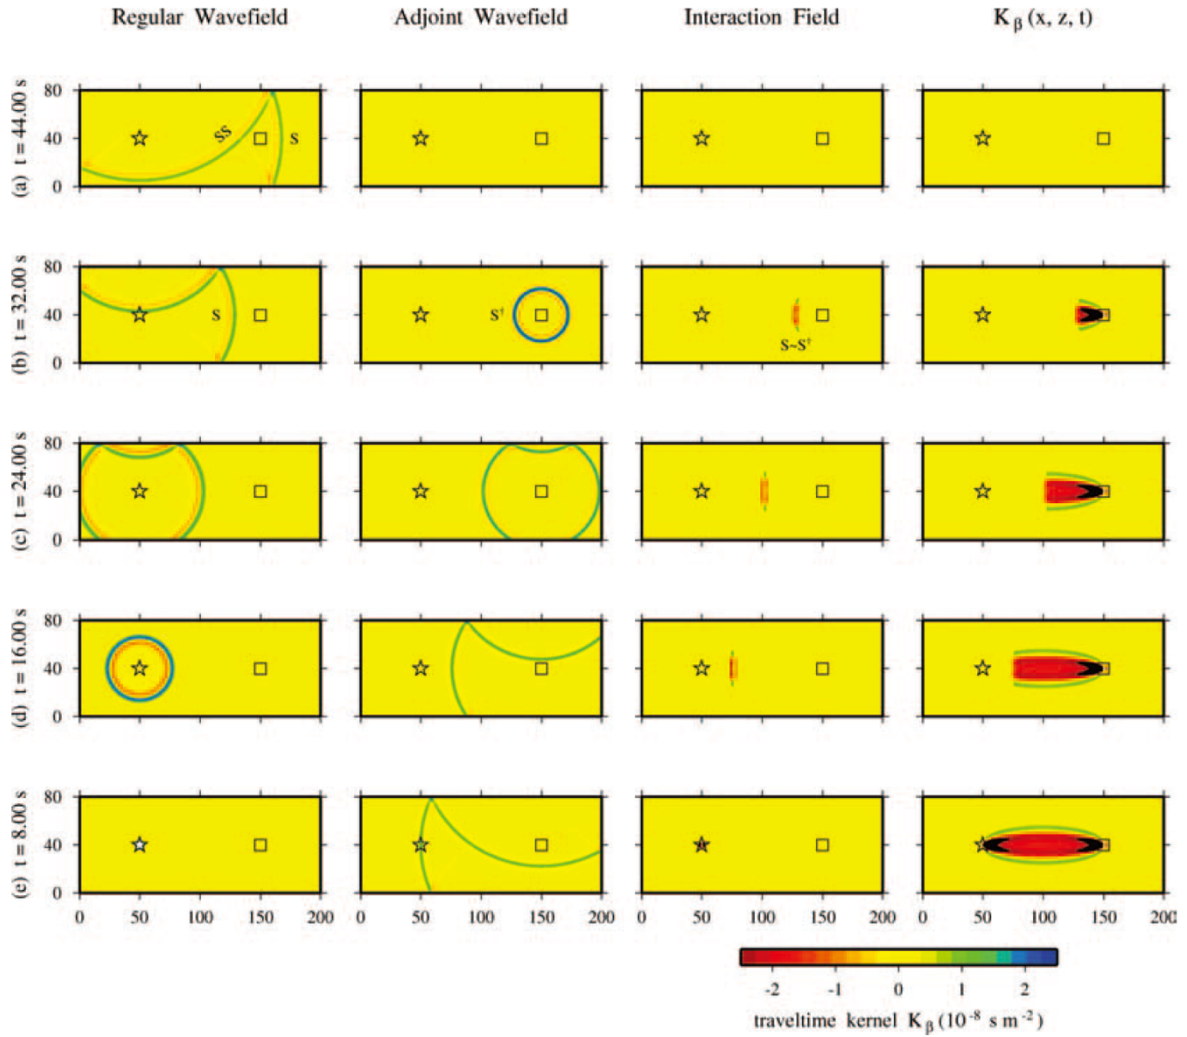 Regular Wavefield Adjoint Wavefield Interaction Field K β (x, z, t)
(a) t = 44.00 s
80
40
0
SS S
(b) t = 32.00 s
80
40
0
S S† S~S†
(c) t = 24.00 s
80
40
0
(d) t = 16.00 s
80
40
0
(e) t = 8.00 s
80
40
0
0 50 100 150 200 0 50 100 150 200 0 50 100 150 200 0 50 100 150 200
-2 -1 0 1 2
traveltime kernel K β (10⁻⁸ s m⁻²)